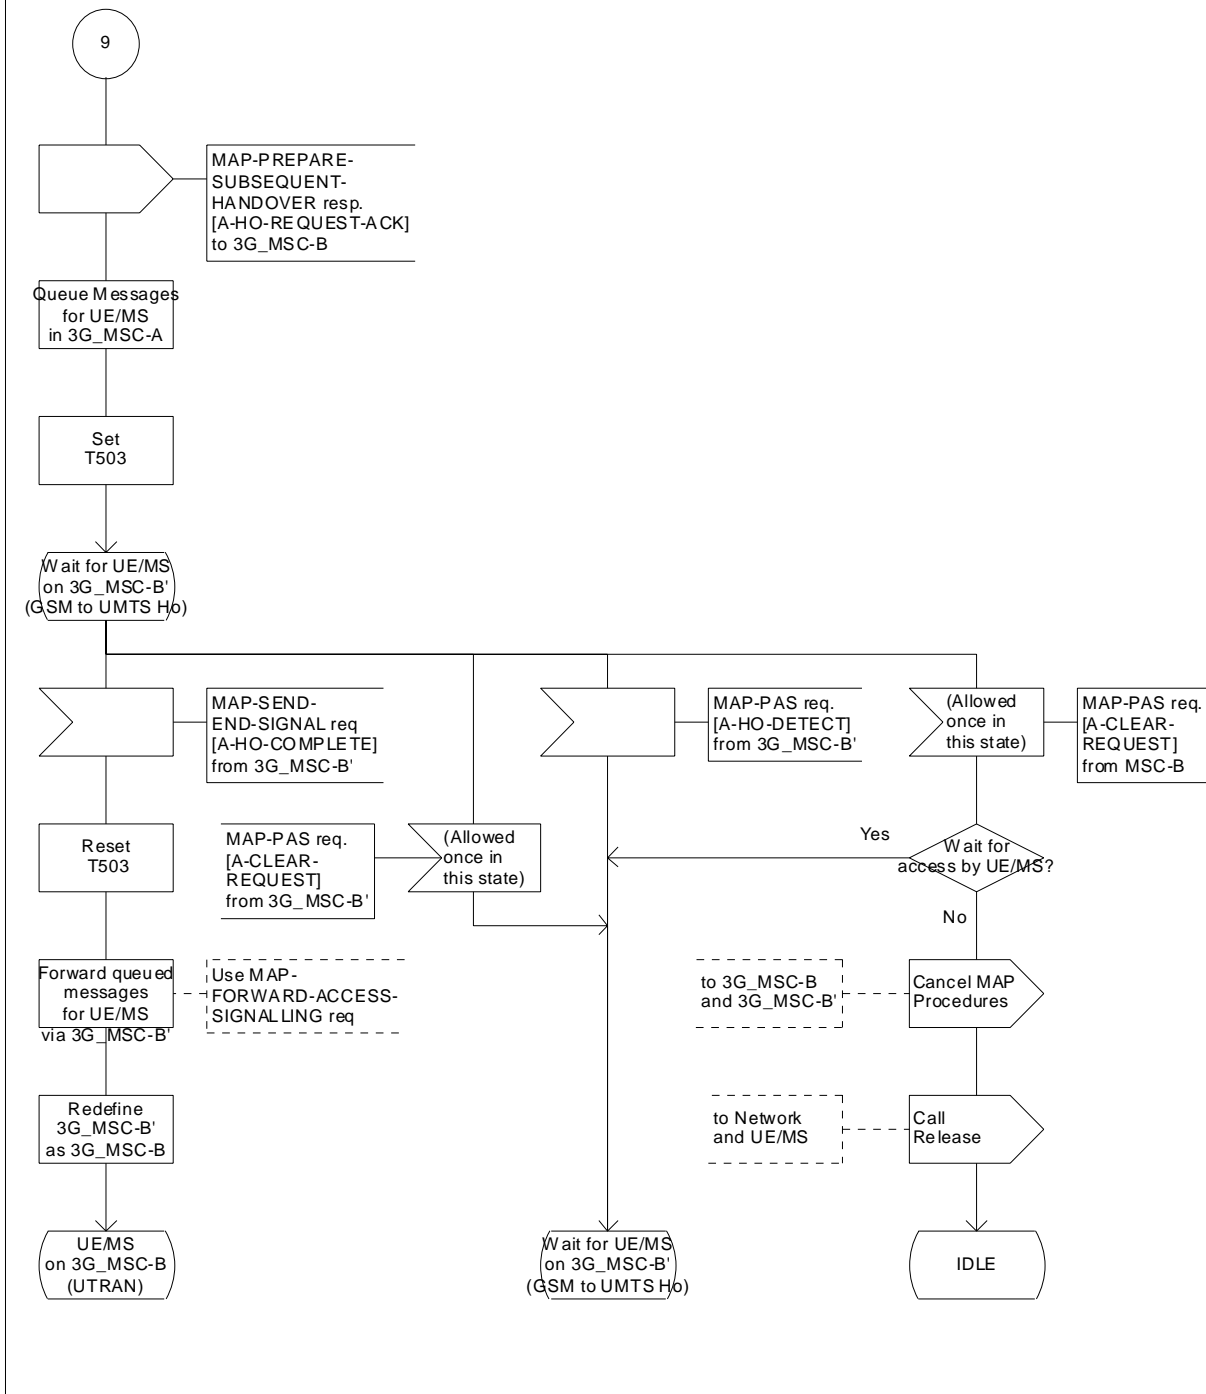 9
MAP-PREPARE-
SUBSEQUENT-
HANDOVER resp.
[A-HO-REQUEST-ACK]
to 3G_MSC-B
Queue Messages
for UE/MS
in 3G_MSC-A
Set
T503
Wait for UE/MS
on 3G_MSC-B'
(GSM to UMTS Ho)
MAP-SEND-
END-SIGNAL req
[A-HO-COMPLETE]
from 3G_MSC-B'
MAP-PAS req.
[A-HO-DETECT]
from 3G_MSC-B'
(Allowed
once in
this state)
MAP-PAS req.
[A-CLEAR-
REQUEST]
from MSC-B
Reset
T503
MAP-PAS req.
[A-CLEAR-
REQUEST]
from 3G_MSC-B'
(Allowed
once in
this state)
Yes
Wait for
access by UE/MS?
No
Forward queued
messages
for UE/MS
via 3G_MSC-B'
Use MAP-
FORWARD-ACCESS-
SIGNALLING req
to 3G_MSC-B
and 3G_MSC-B'
Cancel MAP
Procedures
Redefine
3G_MSC-B'
as 3G_MSC-B
to Network
and UE/MS
Call
Release
UE/MS
on 3G_MSC-B
(UTRAN)
Wait for UE/MS
on 3G_MSC-B'
(GSM to UMTS Ho)
IDLE